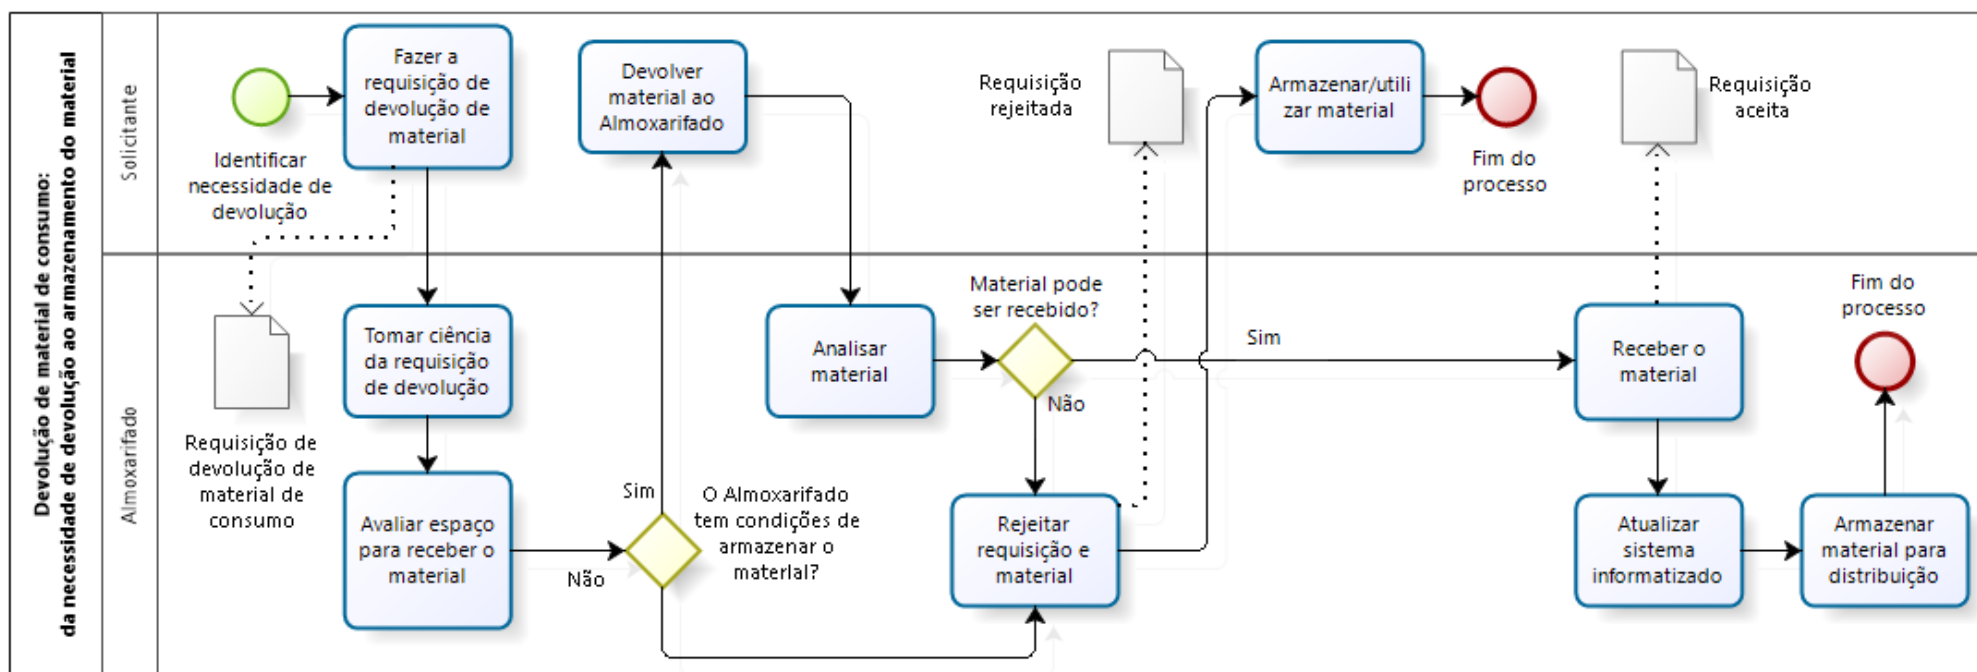 Devolução de material de consumo:
da necessidade de devolução ao armazenamento do material
Solicitante
Identificar
necessidade de
devolução
Fazer a
requisição de
devolução de
material
Devolver
material ao
Almoxarifado
Requisição
rejeitada
Armazenar/utili
zar material
Fim do
processo
Requisição
aceita
Almoxarifado
Requisição de
devolução de
material de
consumo
Tomar ciência
da requisição
de devolução
Avaliar espaço
para receber o
material
Não
Sim
O Almoxarifado
tem condições de
armazenar o
materlal?
Analisar
material
Material pode
ser recebido?
Sim
Não
Rejeitar
requisição e
material
Receber o
material
Atualizar
sistema
informatizado
Armazenar
material para
distribuição
Fim do
processo